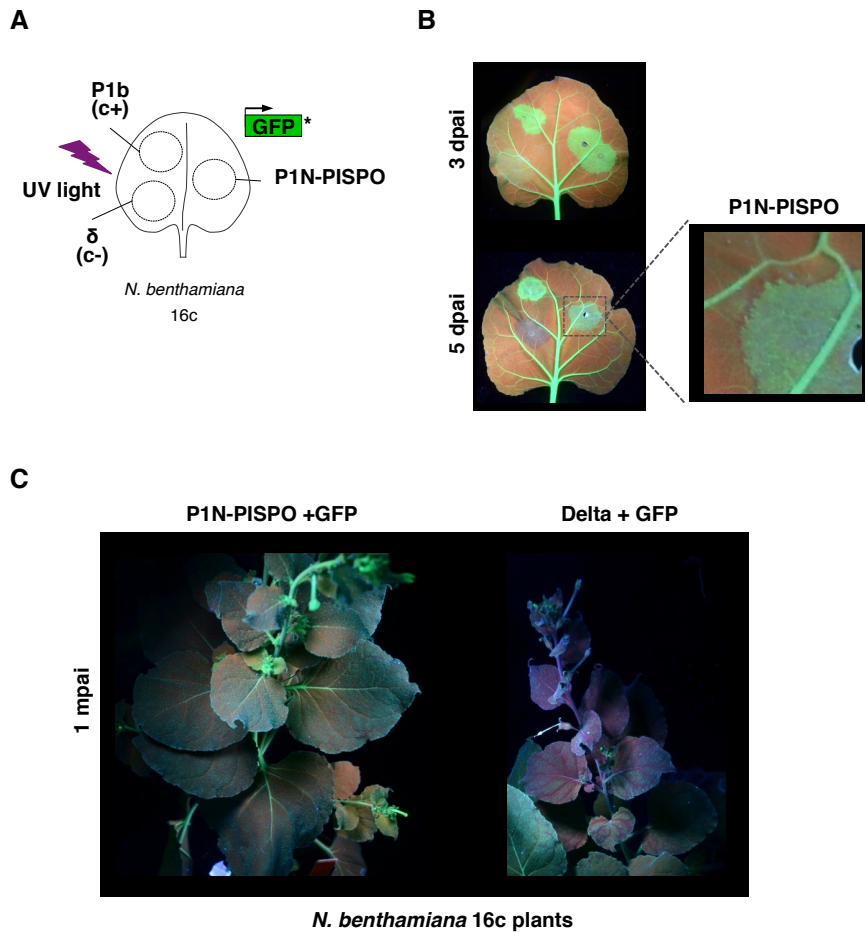 A
P1b
(c+)
GFP *
UV light
P1N-PISPO
δ
(c-)
N. benthamiana
16c
B
3 dpai
5 dpai
P1N-PISPO
C
P1N-PISPO +GFP
Delta + GFP
1 mpai
N. benthamiana 16c plants